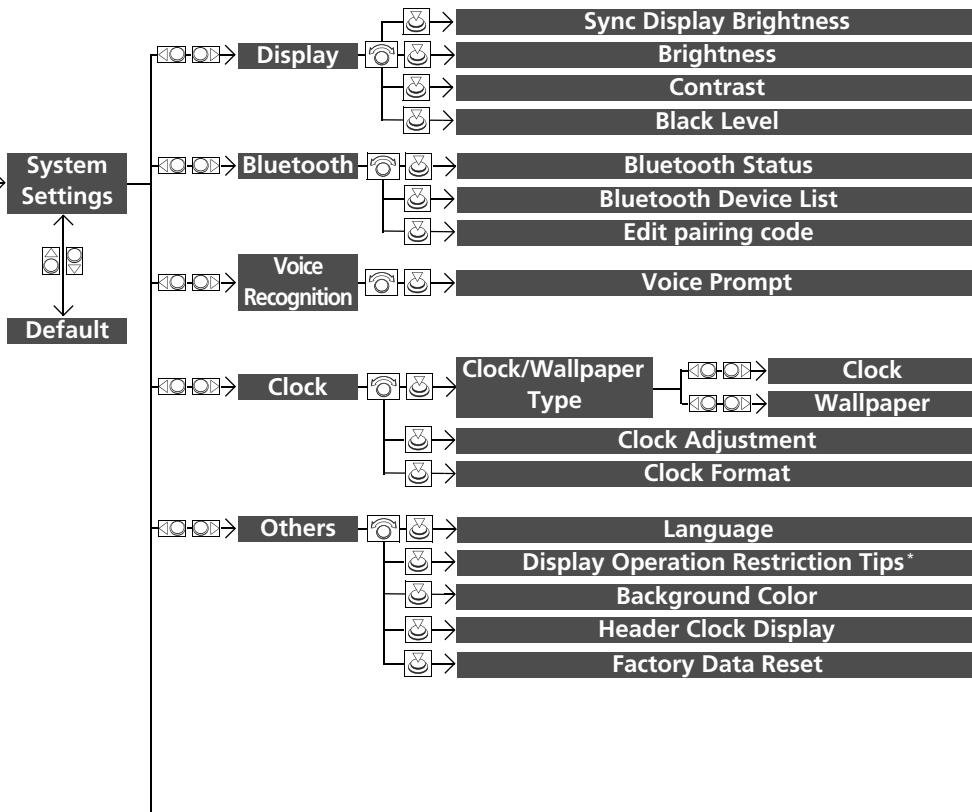 Sync Display Brightness
Display
Brightness
Contrast
Black Level
System
Settings
Bluetooth
Bluetooth Status
Bluetooth Device List
Edit pairing code
Voice
Recognition
Voice Prompt
Default
Clock
Clock/Wallpaper
Type
Clock
Wallpaper
Clock Adjustment
Clock Format
Others
Language
Display Operation Restriction Tips*
Background Color
Header Clock Display
Factory Data Reset